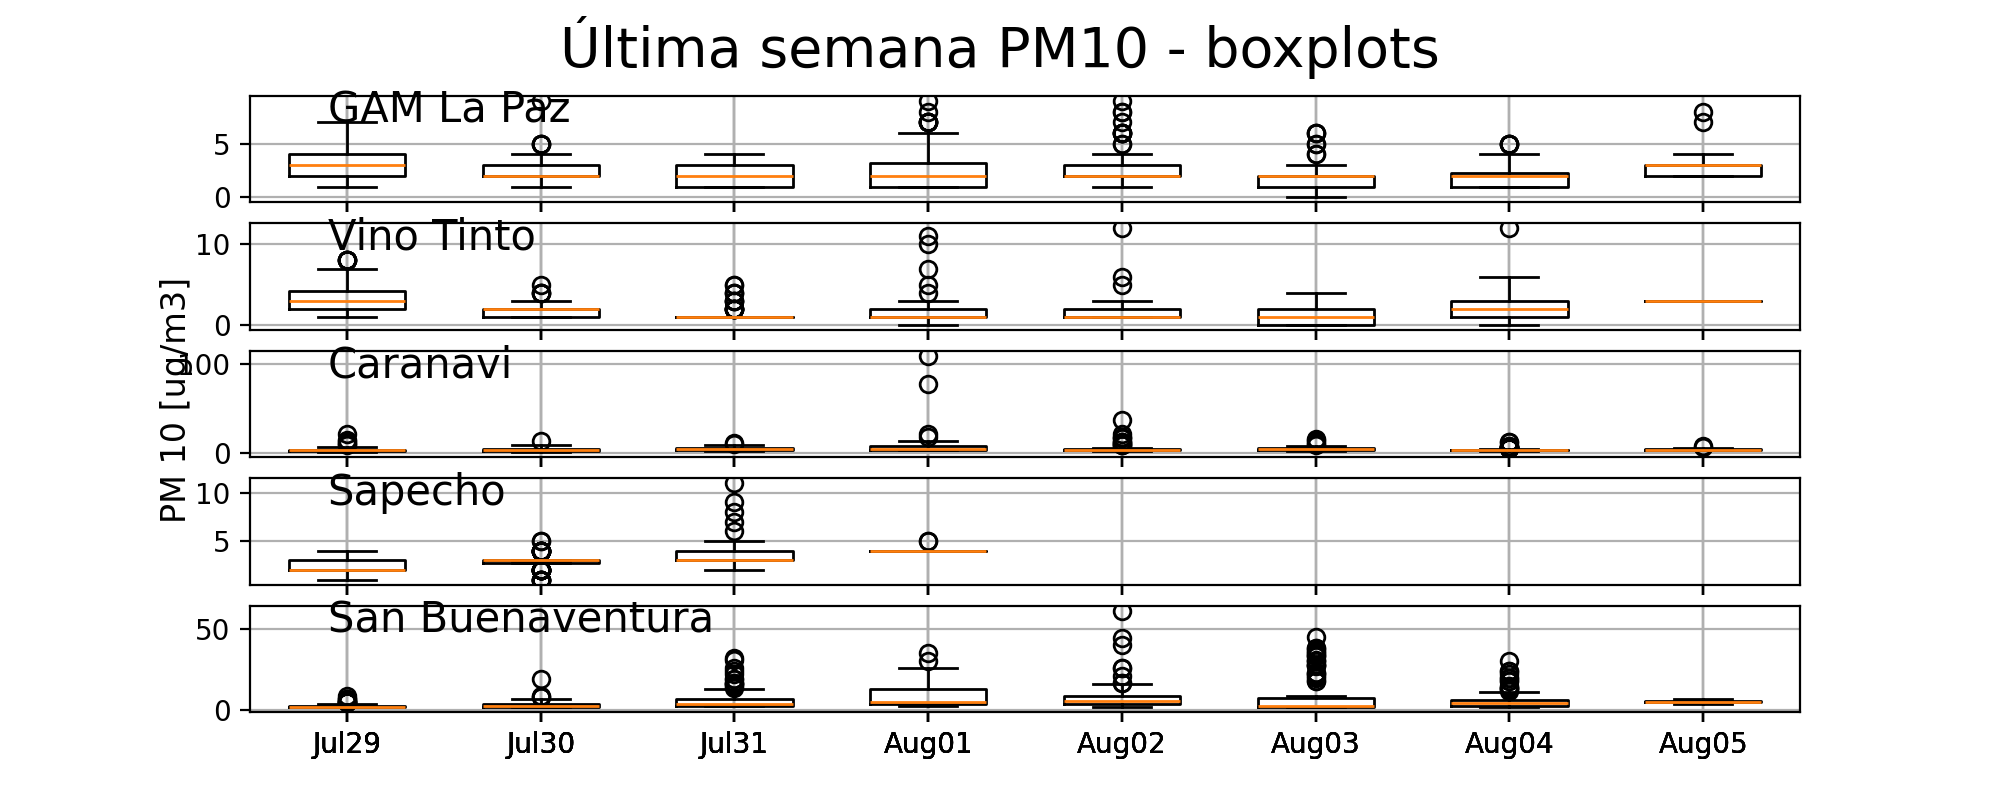 Última semana PM10 - boxplots
GAM La Paz
5
0
Vino Tinto
10
0
PM 10 [ug/m3]
Caranavi
100
0
Sapecho
10
5
San Buenaventura
50
0
Jul29 Jul30 Jul31 Aug01 Aug02 Aug03 Aug04 Aug05